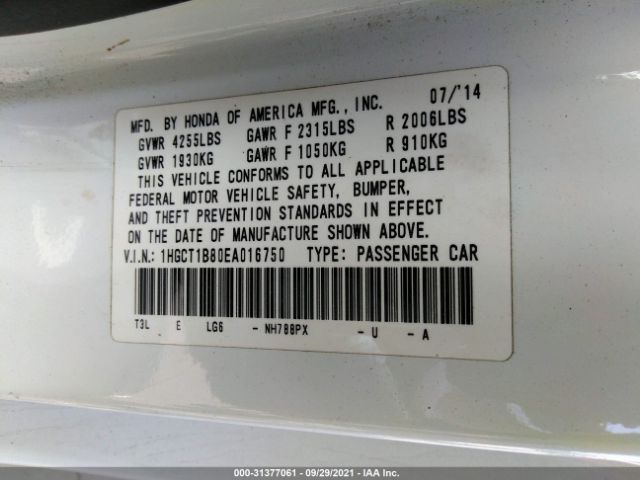 MFD. BY HONDA OF AMERICA MFG., INC. 07/'14
GVWR 4255LBS GAWR F 2315LBS R 2006LBS
GVWR 1930KG GAWR F 1050KG R 910KG
THIS VEHICLE CONFORMS TO ALL APPLICABLE
FEDERAL MOTOR VEHICLE SAFETY, BUMPER,
AND THEFT PREVENTION STANDARDS IN EFFECT
ON THE DATE OF MANUFACTURE SHOWN ABOVE.
V.I.N.: 1HGCT1B80EA016750 TYPE: PASSENGER CAR
T3L _ E LG6 - NH788PX - U - A
000-31377061 - 09/29/2021 - IAA Inc.